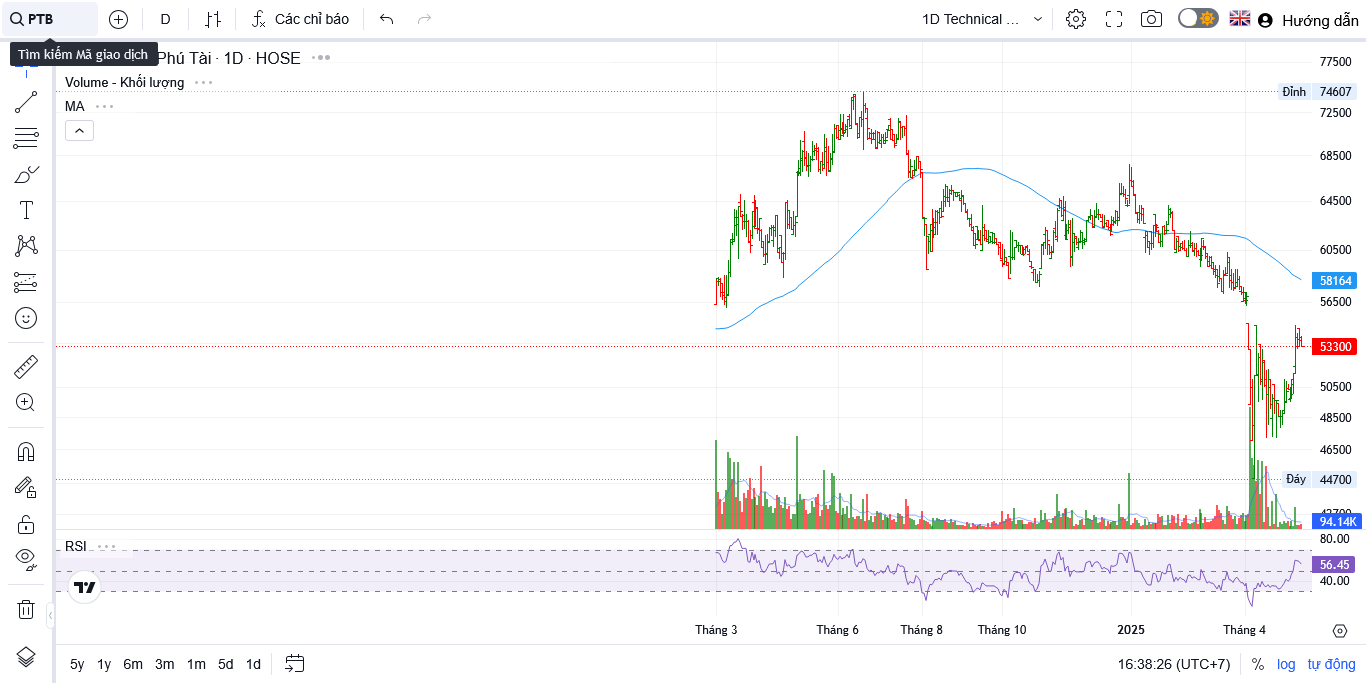 PTB
D
Các chỉ báo
1D Technical ...
Hướng dẫn
Tìm kiếm Mã giao dịch
Phú Tài · 1D · HOSE
Volume - Khối lượng
MA
77500
Đỉnh 74607
72500
68500
64500
60500
58164
56500
53300
50500
48500
46500
Đáy 44700
42700
94.14K
RSI
80.00
56.45
40.00
Tháng 3
Tháng 6
Tháng 8
Tháng 10
2025
Tháng 4
5y 1y 6m 3m 1m 5d 1d
16:38:26 (UTC+7)
% log tự động